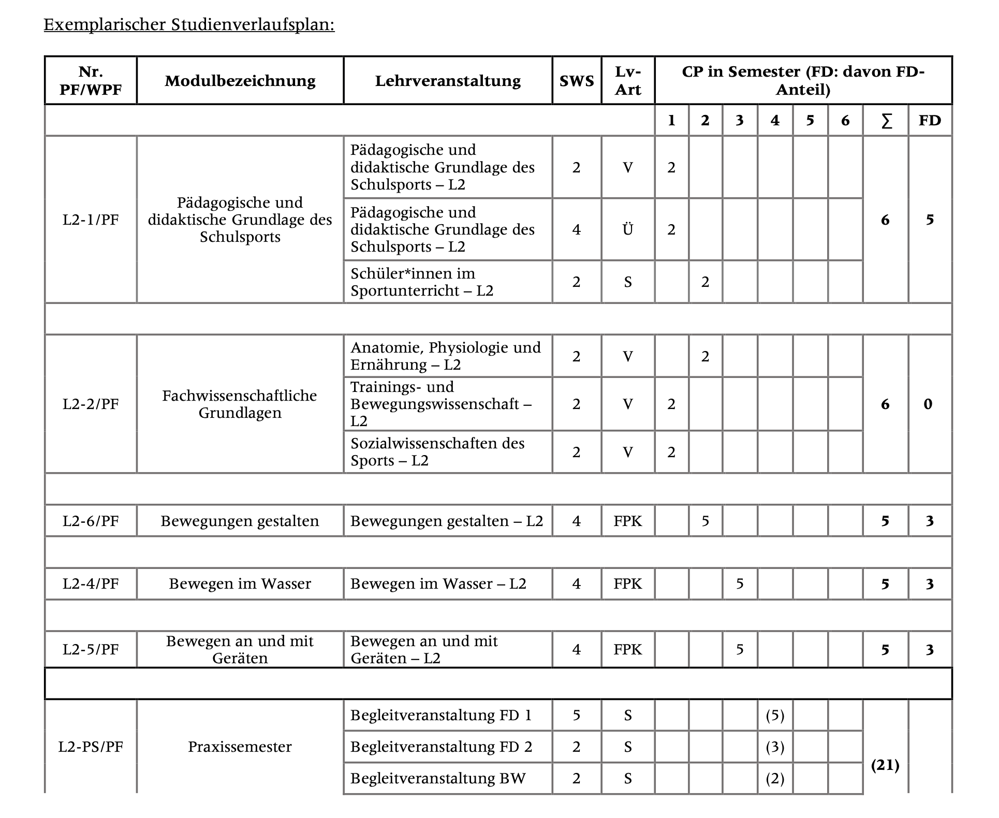 Exemplarischer Studienverlaufsplan:
Nr. PF/WPF Modulbezeichnung Lehrveranstaltung SWS Lv-Art CP in Semester (FD: davon FD-Anteil)
1 2 3 4 5 6 ∑ FD
L2-1/PF
Pädagogische und
didaktische Grundlage des
Schulsports
Pädagogische und
didaktische Grundlage des
Schulsports – L2
2 V 2
Pädagogische und
didaktische Grundlage des
Schulsports – L2
4 Ü 2
Schüler*innen im
Sportunterricht – L2
2 S 2
6 5
L2-2/PF
Fachwissenschaftliche
Grundlagen
Anatomie, Physiologie und
Ernährung – L2
2 V 2
Trainings- und
Bewegungswissenschaft –
L2
2 V 2
Sozialwissenschaften des
Sports – L2
2 V 2
6 0
L2-6/PF Bewegungen gestalten Bewegungen gestalten – L2 4 FPK 5 5 3
L2-4/PF Bewegen im Wasser Bewegen im Wasser – L2 4 FPK 5 5 3
L2-5/PF
Bewegen an und mit
Geräten
Bewegen an und mit
Geräten – L2
4 FPK 5 5 3
L2-PS/PF
Praxissemester
Begleitveranstaltung FD 1 5 S (5)
Begleitveranstaltung FD 2 2 S (3)
Begleitveranstaltung BW 2 S (2)
(21)